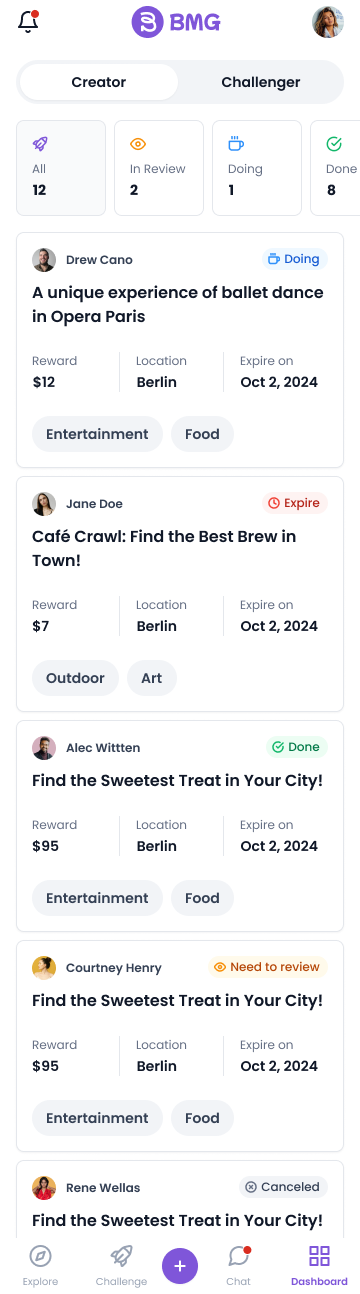 BMG
Creator
Challenger
All
In Review
Doing
Done
12
2
1
8
Drew Cano
Doing
A unique experience of ballet dance
in Opera Paris
Reward
Location
Expire on
$12
Berlin
Oct 2, 2024
Entertainment
Food
Jane Doe
Expire
Café Crawl: Find the Best Brew in
Town!
Reward
Location
Expire on
$7
Berlin
Oct 2, 2024
Outdoor
Art
Alec Wittten
Done
Find the Sweetest Treat in Your City!
Reward
Location
Expire on
$95
Berlin
Oct 2, 2024
Entertainment
Food
Courtney Henry
Need to review
Find the Sweetest Treat in Your City!
Reward
Location
Expire on
$95
Berlin
Oct 2, 2024
Entertainment
Food
Rene Wellas
Canceled
Find the Sweetest Treat in Your City!
Explore
Challenge
Chat
Dashboard